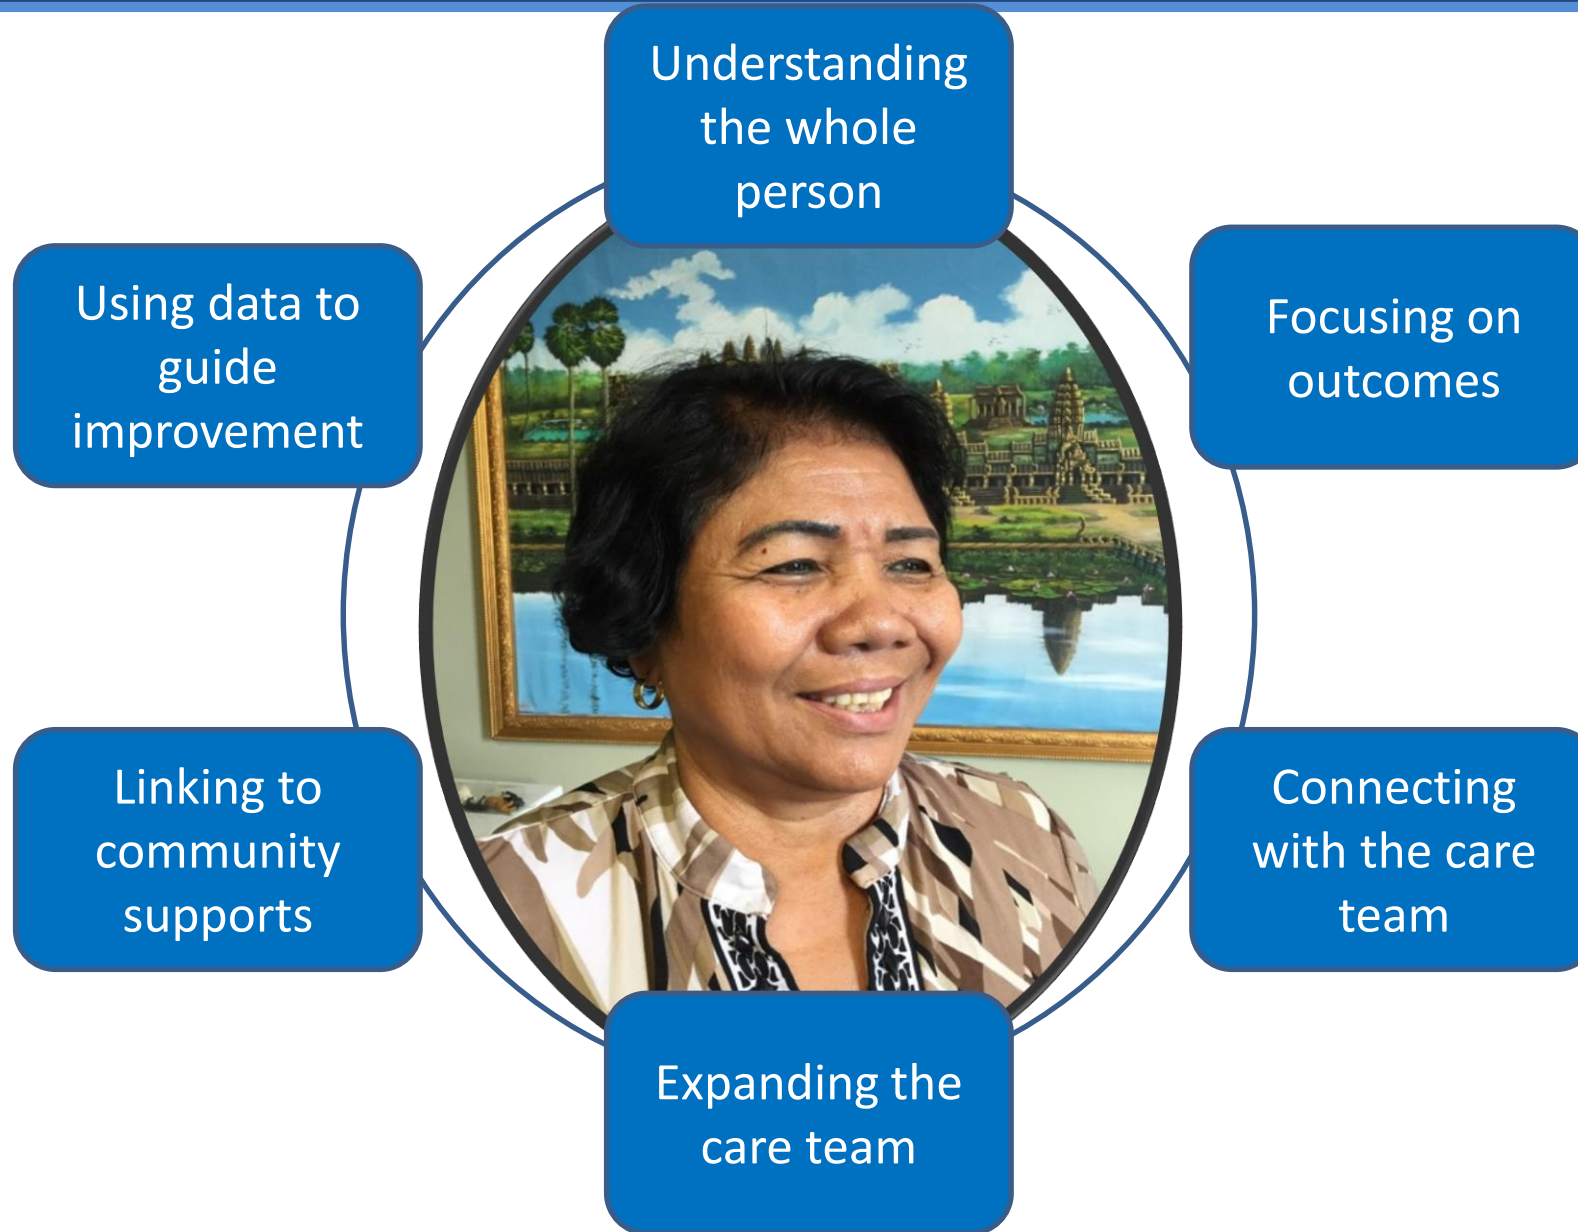 Understanding
the whole
person
Focusing on
outcomes
Connecting
with the care
team
Expanding the
care team
Linking to
community
supports
Using data to
guide
improvement